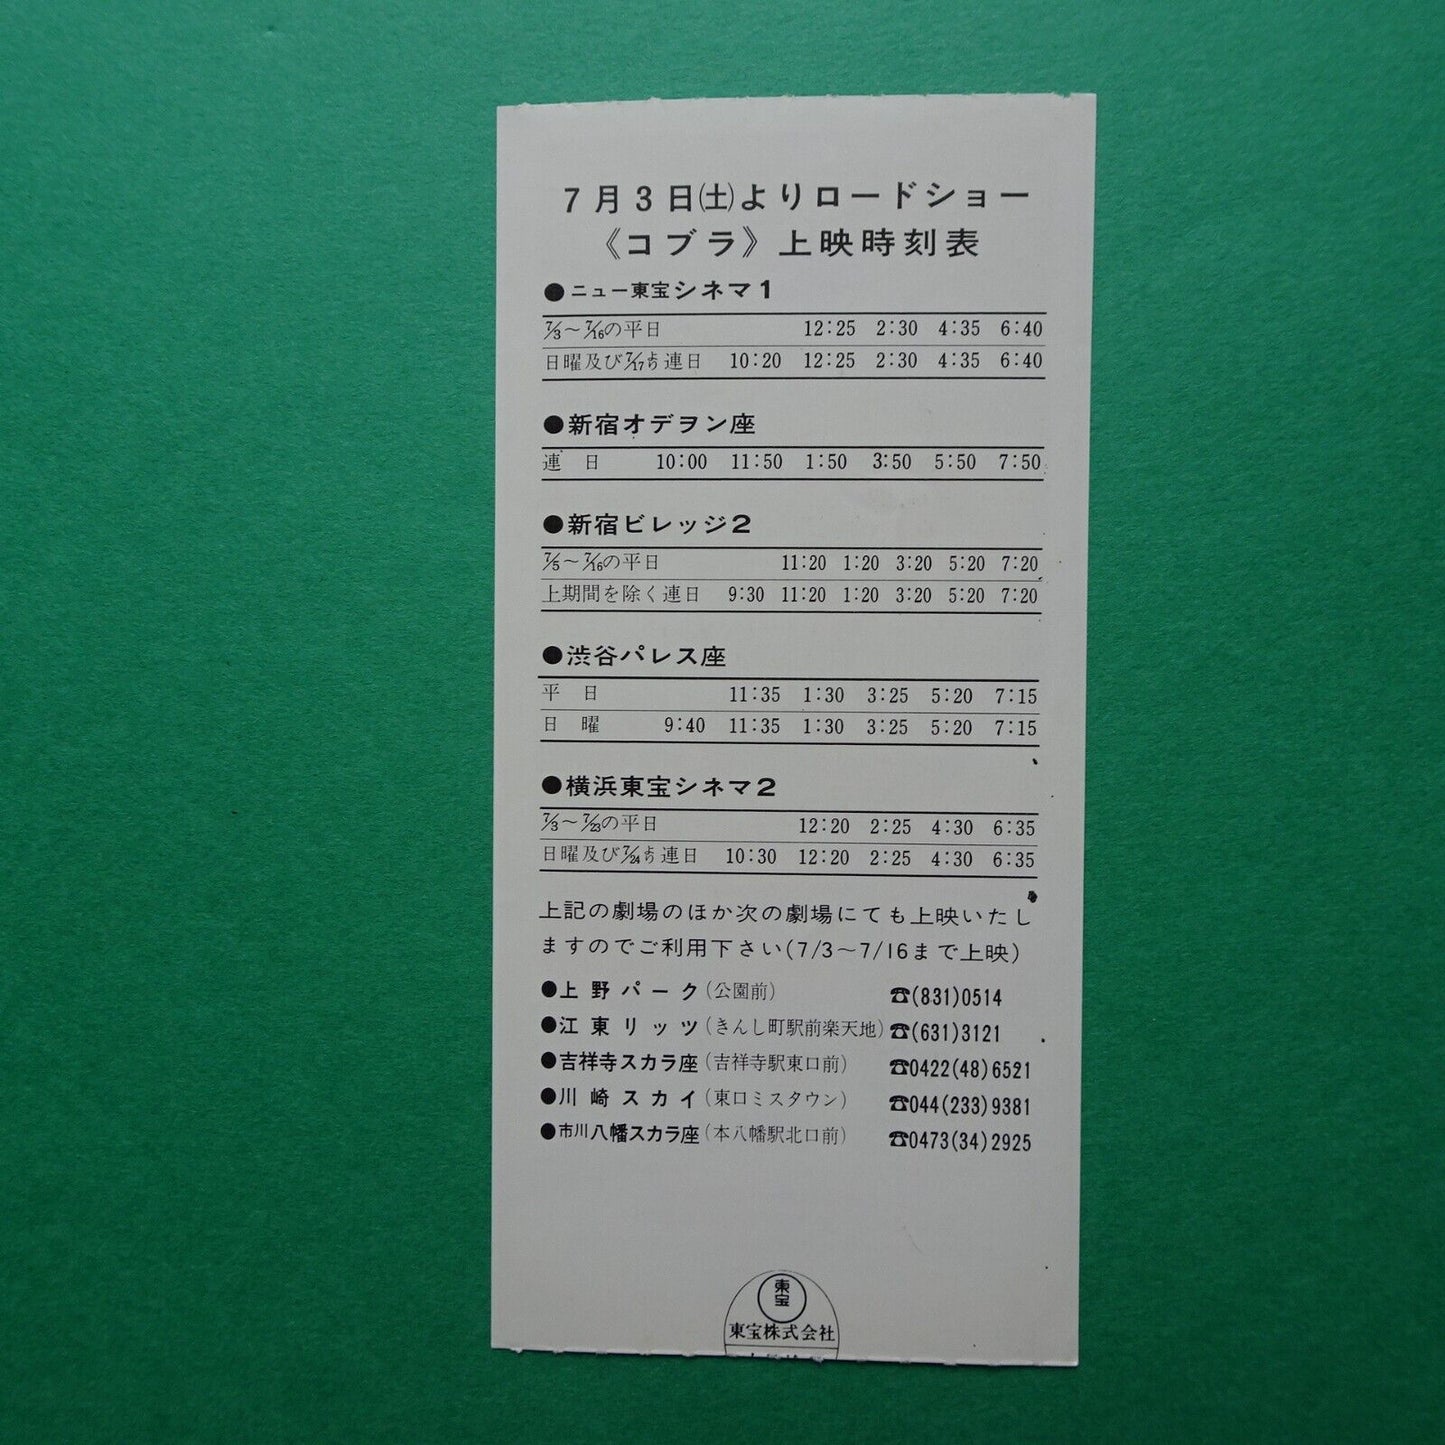 7月3日(土)よりロードショー
《コブラ》上映時刻表
●ニュー東宝シネマ1
7/3～7/16の平日 12:25 2:30 4:35 6:40
日曜及び7/17より連日 10:20 12:25 2:30 4:35 6:40
●新宿オデヲン座
連日 10:00 11:50 1:50 3:50 5:50 7:50
●新宿ビレッジ2
7/5～7/16の平日 11:20 1:20 3:20 5:20 7:20
上期間を除く連日 9:30 11:20 1:20 3:20 5:20 7:20
●渋谷パレス座
平日 11:35 1:30 3:25 5:20 7:15
日曜 9:40 11:35 1:30 3:25 5:20 7:15
●横浜東宝シネマ2
7/3～7/23の平日 12:20 2:25 4:30 6:35
日曜及び7/24より連日 10:30 12:20 2:25 4:30 6:35
上記の劇場のほか次の劇場にても上映いたし
ますのでご利用下さい(7/3～7/16まで上映)
●上野パーク(公園前) ☎(831)0514
●江東リッツ(きんし町駅前楽天地) ☎(631)3121
●吉祥寺スカラ座(吉祥寺駅東口前) ☎0422(48)6521
●川崎スカイ(東口ミスタウン) ☎044(233)9381
●市川八幡スカラ座(本八幡駅北口前) ☎0473(34)2925
東宝
東宝株式会社